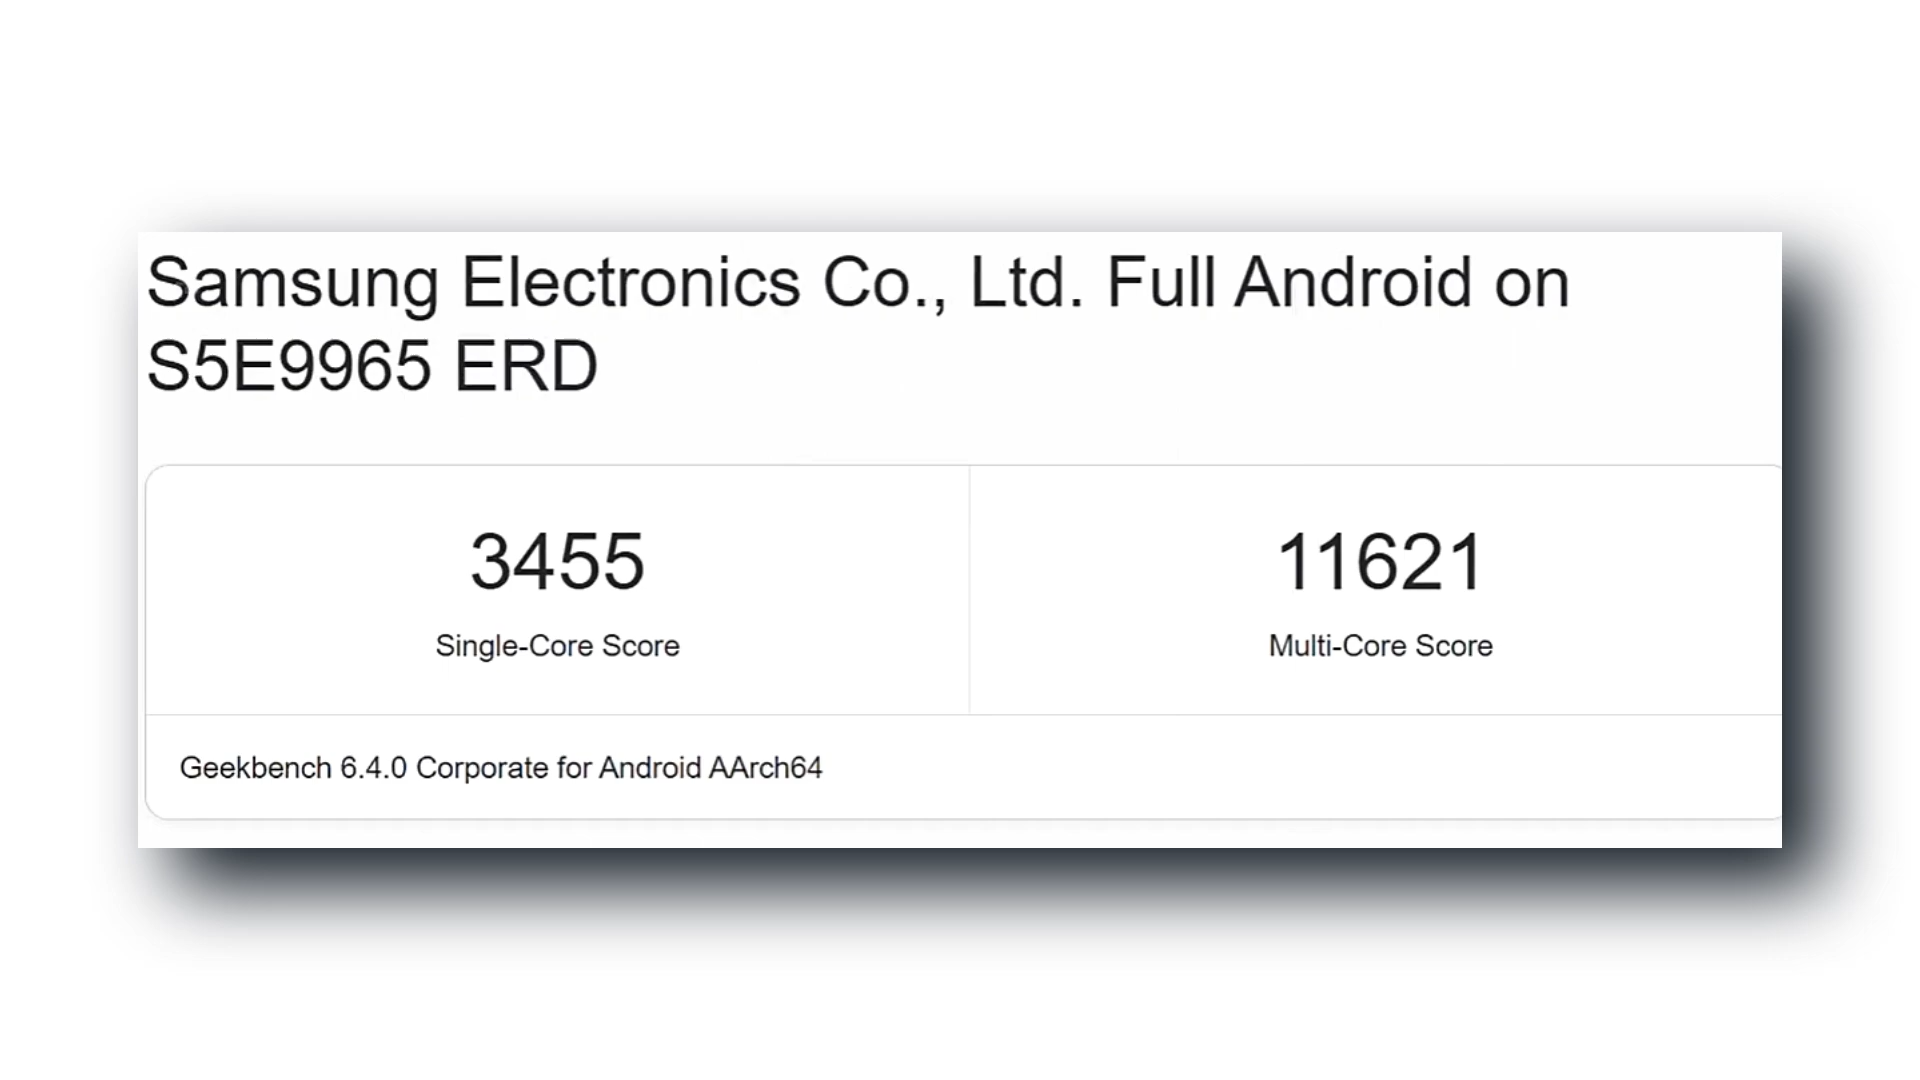 Samsung Electronics Co., Ltd. Full Android on
S5E9965 ERD
3455
Single-Core Score
11621
Multi-Core Score
Geekbench 6.4.0 Corporate for Android AArch64